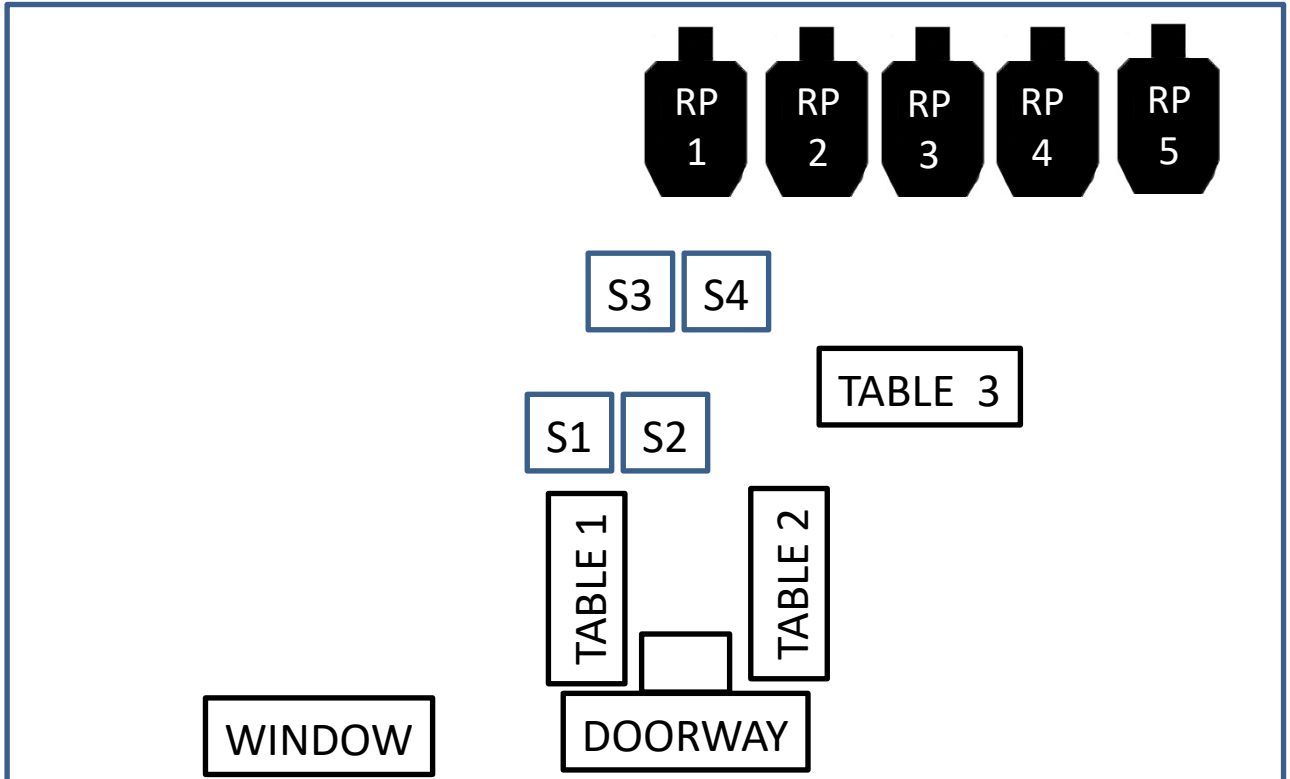 RP
1
RP
2
RP
3
RP
4
RP
5
S3
S4
TABLE 3
S1
S2
TABLE 1
TABLE 2
WINDOW
DOORWAY